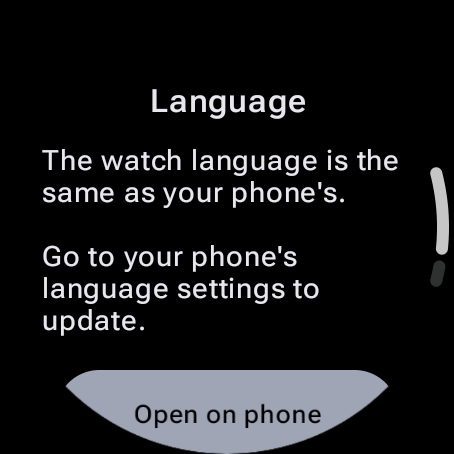 Language
The watch language is the
same as your phone's.
Go to your phone's
language settings to
update.
Open on phone